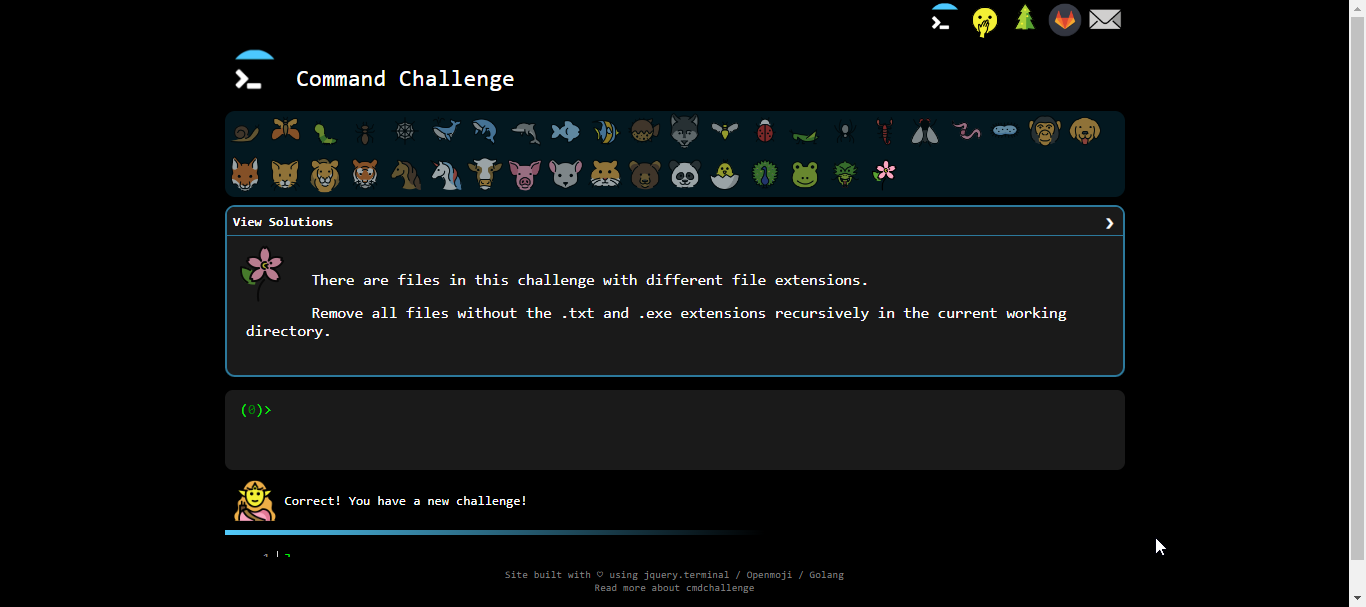 Command Challenge
View Solutions
There are files in this challenge with different file extensions.
Remove all files without the .txt and .exe extensions recursively in the current working
directory.
(0)>
Correct! You have a new challenge!
Site built with ♡ using jquery.terminal / Openmoji / Golang
Read more about cmdchallenge